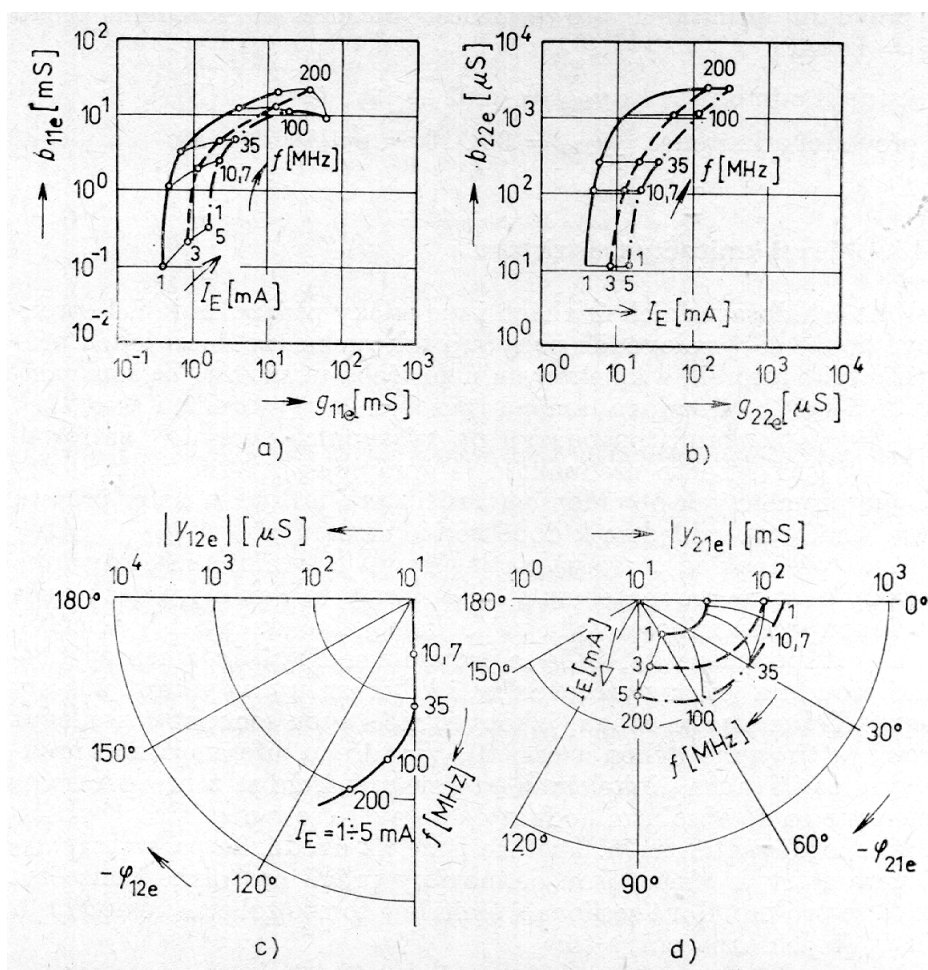 b₁₁ₑ [mS]
10²
10¹
10⁰
10⁻¹
10⁻²
200
100
35
10,7
f [MHz]
1
5
3
1
I_E [mA]
10⁻¹ 10⁰ 10¹ 10² 10³
g₁₁ₑ [mS]
a)
b₂₂ₑ [µS]
10⁴
10³
10²
10¹
10⁰
200
100
35
10,7
f [MHz]
1 3 5 1
I_E [mA]
10⁰ 10¹ 10² 10³ 10⁴
g₂₂ₑ [µS]
b)
|y₁₂ₑ| [µS]
10⁴ 10³ 10² 10¹
180°
10,7
35
150°
100
200
f [MHz]
I_E = 1÷5 mA
120°
-φ₁₂ₑ
c)
|y₂₁ₑ| [mS]
10⁰ 10¹ 10² 10³
180° 0°
1
10,7
1
150°
I_E [mA]
3
35
5
200 100
30°
f [MHz]
120°
60°
-φ₂₁ₑ
90°
d)